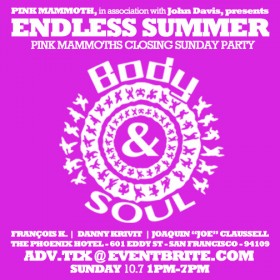 PINK MAMMOTH, in association with John Davis, presents
ENDLESS SUMMER
PINK MAMMOTHS CLOSING SUNDAY PARTY
Body
&
SOUL
FRANÇOIS K. | DANNY KRIVIT | JOAQUIN "JOE" CLAUSSELL
THE PHOENIX HOTEL - 601 EDDY ST - SAN FRANCISCO - 94109
ADV.TIX@EVENTBRITE.COM
SUNDAY 10.7 1PM-7PM